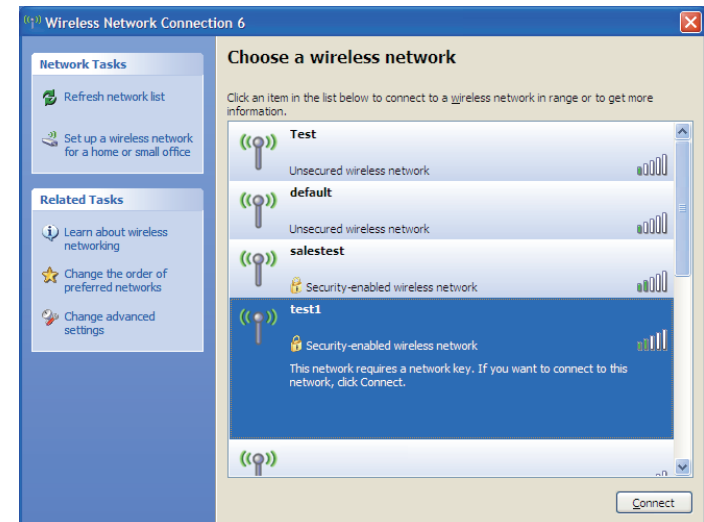 Wireless Network Connection 6
Network Tasks
Refresh network list
Set up a wireless network
for a home or small office
Related Tasks
Learn about wireless
networking
Change the order of
preferred networks
Change advanced
settings
Choose a wireless network
Click an item in the list below to connect to a wireless network in range or to get more
information.
Test
Unsecured wireless network
default
Unsecured wireless network
salestest
Security-enabled wireless network
test1
Security-enabled wireless network
This network requires a network key. If you want to connect to this
network, click Connect.
Connect